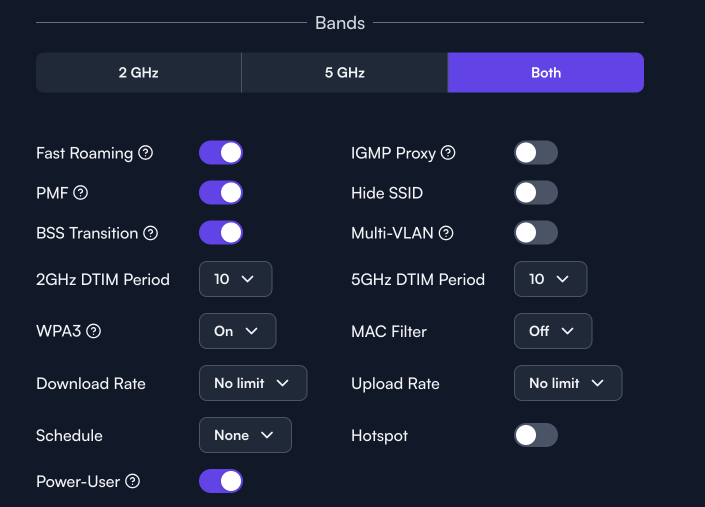 Bands
2 GHz 5 GHz Both
Fast Roaming ? IGMP Proxy ?
PMF ? Hide SSID
BSS Transition ? Multi-VLAN ?
2GHz DTIM Period 10 5GHz DTIM Period 10
WPA3 ? On MAC Filter Off
Download Rate No limit Upload Rate No limit
Schedule None Hotspot
Power-User ?